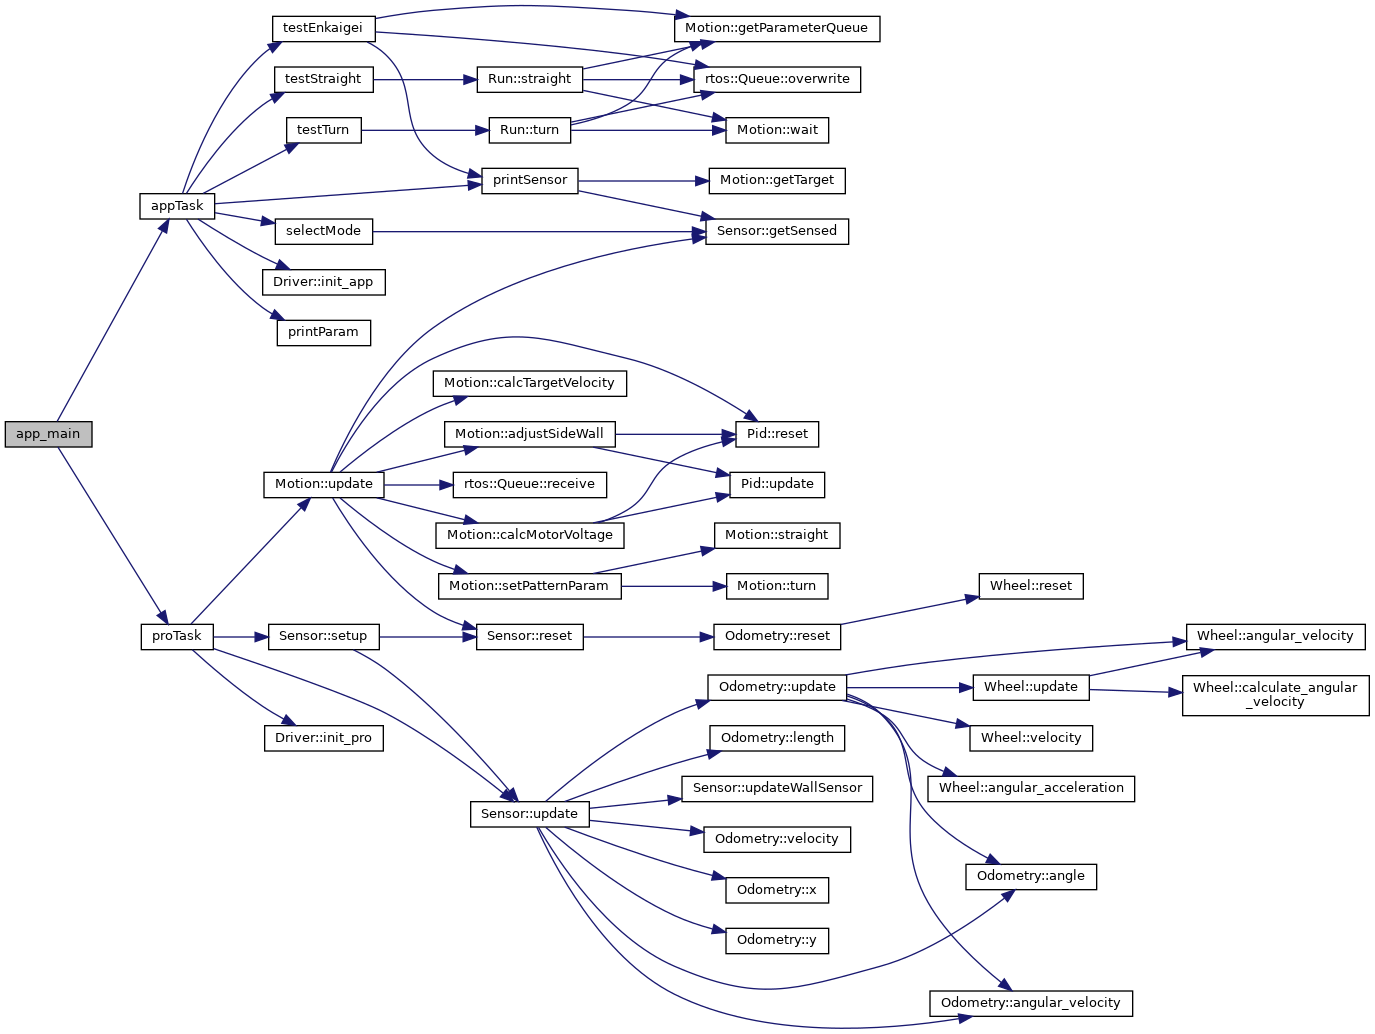 testEnkaigei
Motion::getParameterQueue
testStraight
Run::straight
rtos::Queue::overwrite
testTurn
Run::turn
Motion::wait
printSensor
Motion::getTarget
appTask
selectMode
Sensor::getSensed
Driver::init_app
printParam
Motion::calcTargetVelocity
app_main
Motion::adjustSideWall
Pid::reset
Motion::update
rtos::Queue::receive
Pid::update
Motion::calcMotorVoltage
Motion::straight
Motion::setPatternParam
Motion::turn
Wheel::reset
proTask
Sensor::setup
Sensor::reset
Odometry::reset
Wheel::angular_velocity
Odometry::update
Wheel::update
Wheel::calculate_angular
_velocity
Driver::init_pro
Odometry::length
Wheel::velocity
Sensor::updateWallSensor
Wheel::angular_acceleration
Sensor::update
Odometry::velocity
Odometry::angle
Odometry::x
Odometry::y
Odometry::angular_velocity